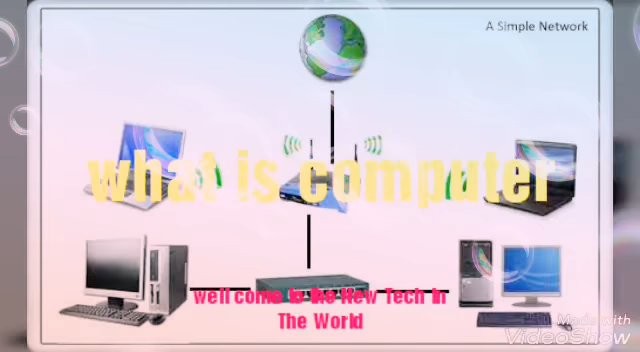 A Simple Network
what is computer
well come to the New Tech In
The World
Made with
VideoShow